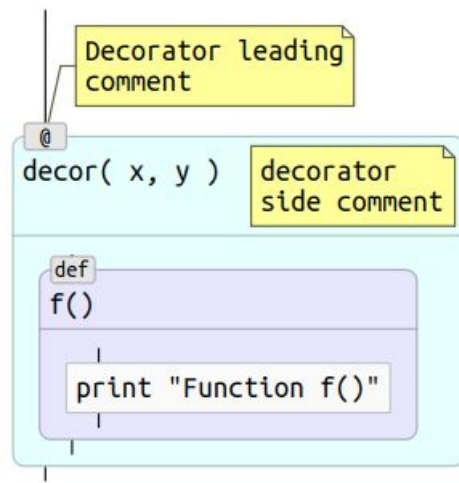 Decorator leading
comment
@
decor( x, y )
decorator
side comment
def
f()
print "Function f()"